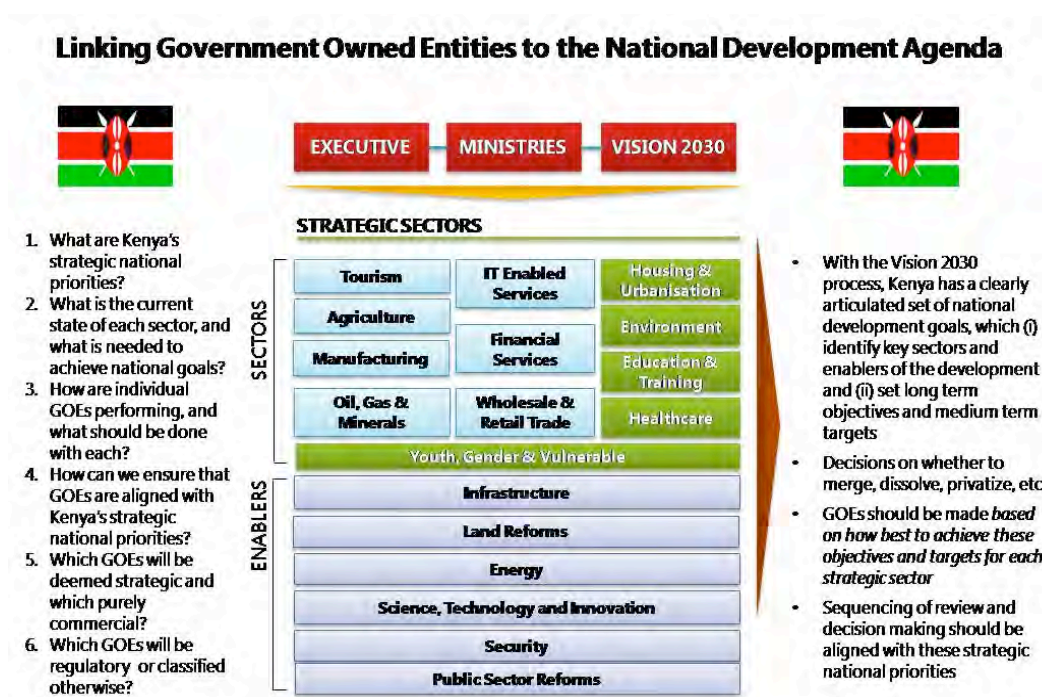 Linking Government Owned Entities to the National Development Agenda
EXECUTIVE
MINISTRIES
VISION 2030
1. What are Kenya's
strategic national
priorities?
2. What is the current
state of each sector, and
what is needed to
achieve national goals?
3. How are individual
GOEs performing, and
what should be done
with each?
4. How can we ensure that
GOEs are aligned with
Kenya's strategic
national priorities?
5. Which GOEs will be
deemed strategic and
which purely
commercial?
6. Which GOEs will be
regulatory or classified
otherwise?
STRATEGIC SECTORS
SECTORS
Tourism
Agriculture
Manufacturing
Oil, Gas &
Minerals
IT Enabled
Services
Financial
Services
Wholesale &
Retail Trade
Housing &
Urbanisation
Environment
Education &
Training
Healthcare
Youth, Gender & Vulnerable
ENABLERS
Infrastructure
Land Reforms
Energy
Science, Technology and Innovation
Security
Public Sector Reforms
• With the Vision 2030
process, Kenya has a clearly
articulated set of national
development goals, which (i)
identify key sectors and
enablers of the development
and (ii) set long term
objectives and medium term
targets
• Decisions on whether to
merge, dissolve, privatize, etc
• GOEs should be made based
on how best to achieve these
objectives and targets for each
strategic sector
• Sequencing of review and
decision making should be
aligned with these strategic
national priorities